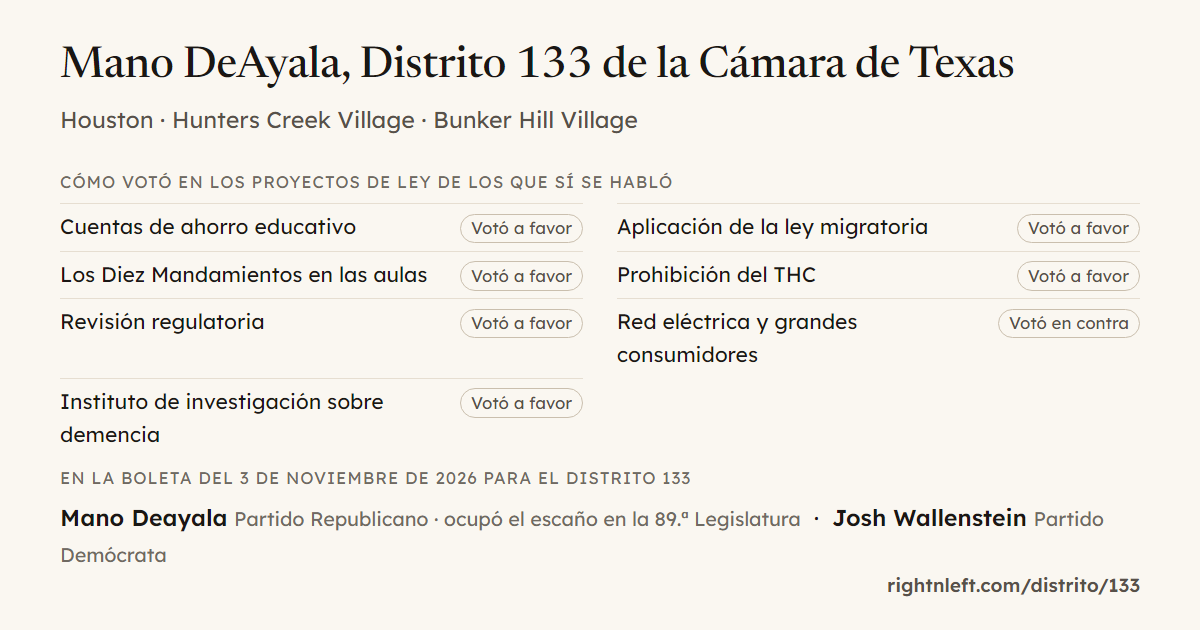 Mano DeAyala, Distrito 133 de la Cámara de Texas
Houston · Hunters Creek Village · Bunker Hill Village
CÓMO VOTÓ EN LOS PROYECTOS DE LEY DE LOS QUE SÍ SE HABLÓ
Cuentas de ahorro educativo Votó a favor
Aplicación de la ley migratoria Votó a favor
Los Diez Mandamientos en las aulas Votó a favor
Prohibición del THC Votó a favor
Revisión regulatoria Votó a favor
Red eléctrica y grandes Votó en contra
consumidores
Instituto de investigación sobre Votó a favor
demencia
EN LA BOLETA DEL 3 DE NOVIEMBRE DE 2026 PARA EL DISTRITO 133
Mano Deayala Partido Republicano · ocupó el escaño en la 89.ª Legislatura · Josh Wallenstein Partido
Demócrata
rightnleft.com/distrito/133